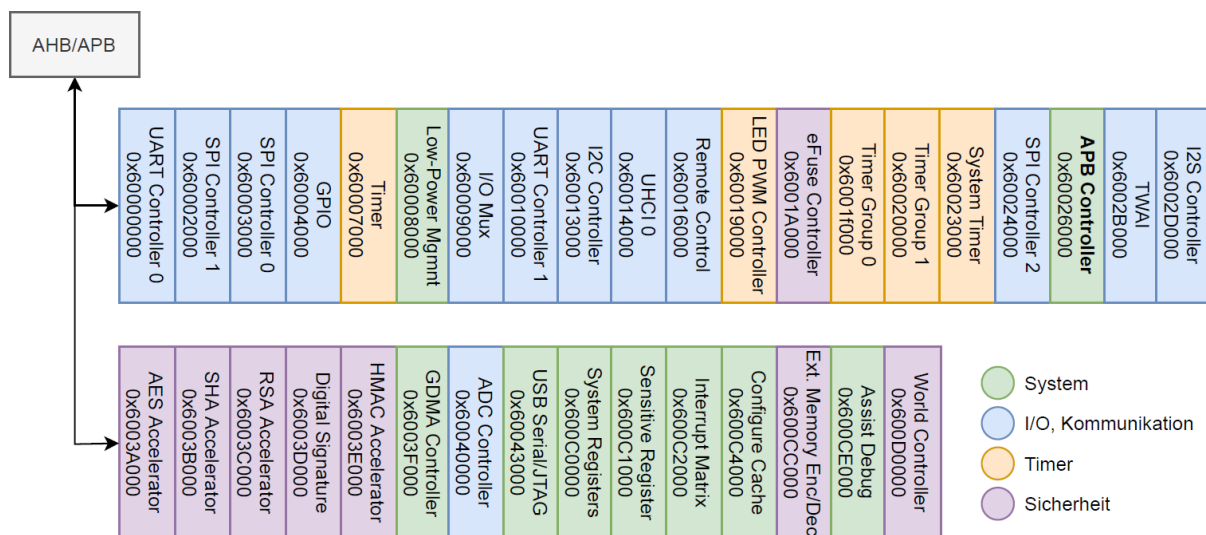 AHB/APB
UART Controller 0
0x60000000
SPI Controller 1
0x60002000
SPI Controller 0
0x60003000
GPIO
0x60004000
Timer
0x60007000
Low-Power Mgmnt
0x60008000
I/O Mux
0x60009000
UART Controller 1
0x60010000
I2C Controller
0x60013000
UHCI 0
0x60014000
Remote Control
0x60016000
LED PWM Controller
0x60019000
eFuse Controller
0x6001A000
Timer Group 0
0x6001f000
Timer Group 1
0x60020000
System Timer
0x60023000
SPI Controller 2
0x60024000
APB Controller
0x60026000
TWAI
0x6002B000
I2S Controller
0x6002D000
AES Accelerator
0x6003A000
SHA Accelerator
0x6003B000
RSA Accelerator
0x6003C000
Digital Signature
0x6003D000
HMAC Accelerator
0x6003E000
GDMA Controller
0x6003F000
ADC Controller
0x60040000
USB Serial/JTAG
0x60043000
System Registers
0x600C0000
Sensitive Register
0x600C1000
Interrupt Matrix
0x600C2000
Configure Cache
0x600C4000
Ext. Memory Enc/Dec
0x600CC000
Assist Debug
0x600CE000
World Controller
0x600D0000
System
I/O, Kommunikation
Timer
Sicherheit